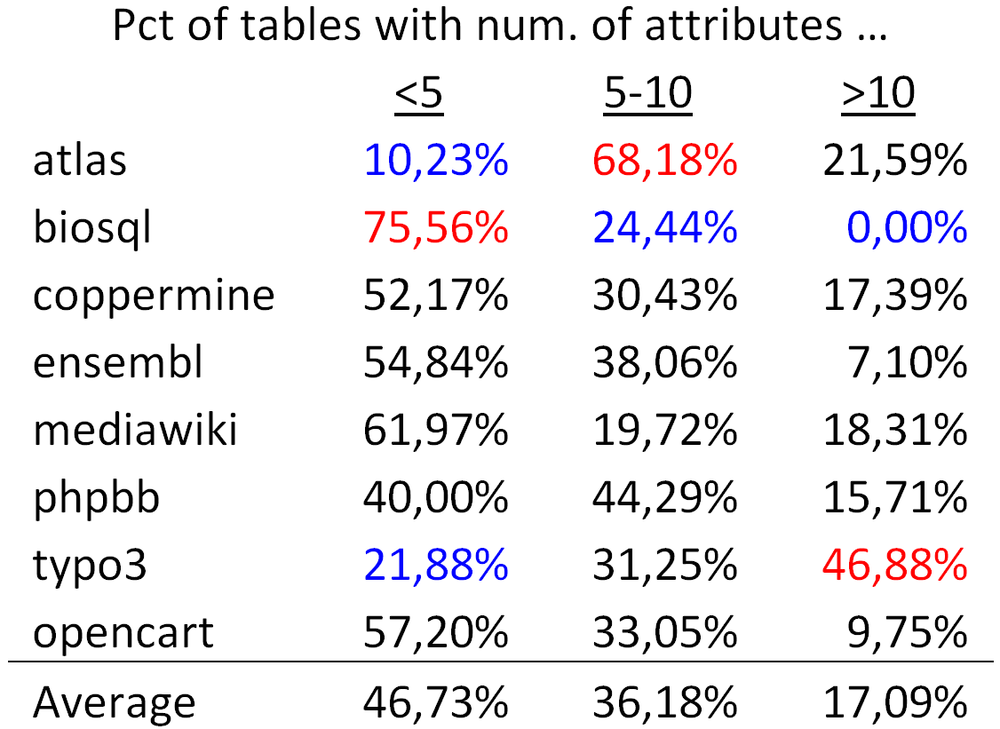 Pct of tables with num. of attributes …
<5 5-10 >10
atlas 10,23% 68,18% 21,59%
biosql 75,56% 24,44% 0,00%
coppermine 52,17% 30,43% 17,39%
ensembl 54,84% 38,06% 7,10%
mediawiki 61,97% 19,72% 18,31%
phpbb 40,00% 44,29% 15,71%
typo3 21,88% 31,25% 46,88%
opencart 57,20% 33,05% 9,75%
Average 46,73% 36,18% 17,09%